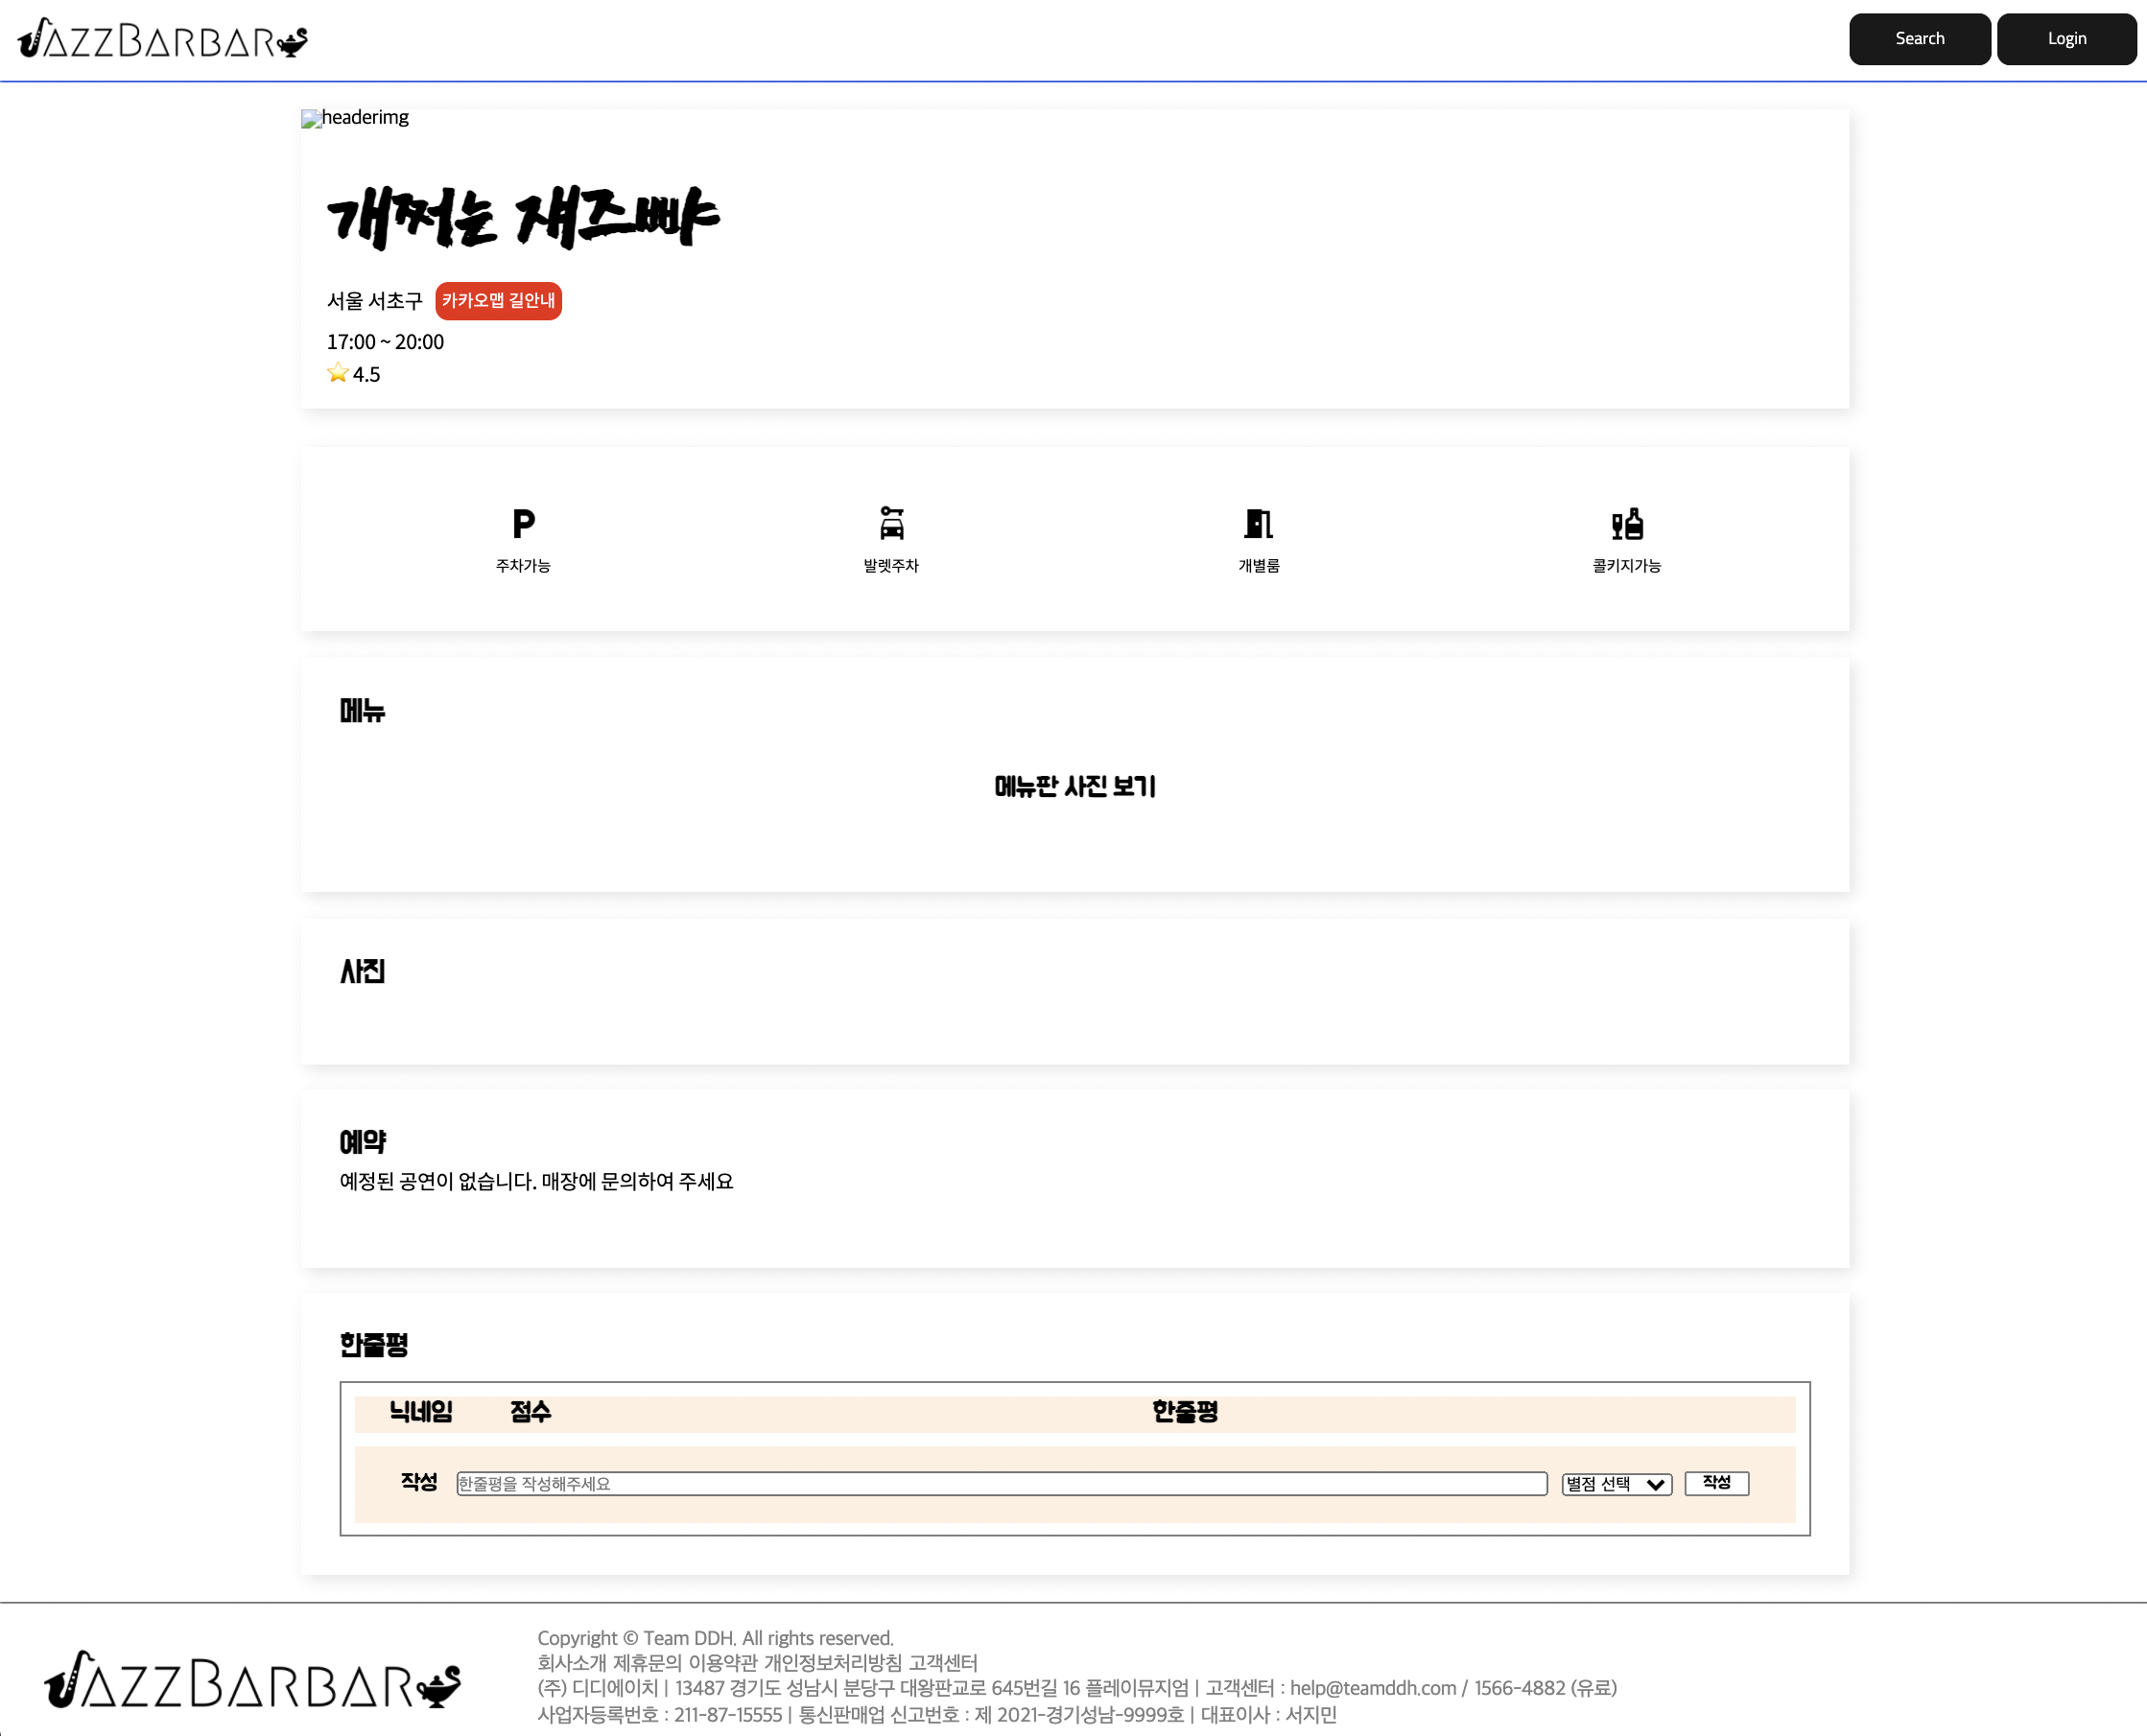 JAZZBARBAR
Search
Login
headerimg
개쩌는 재즈빠
서울 서초구
카카오맵 길안내
17:00 ~ 20:00
4.5
P
주차가능
발렛주차
개별룸
콜키지가능
메뉴
메뉴판 사진 보기
사진
예약
예정된 공연이 없습니다. 매장에 문의하여 주세요
한줄평
닉네임 점수 한줄평
작성 한줄평을 작성해주세요 별점 선택 작성
JAZZBARBAR
Copyright © Team DDH. All rights reserved.
회사소개 제휴문의 이용약관 개인정보처리방침 고객센터
(주) 디디에이치 | 13487 경기도 성남시 분당구 대왕판교로 645번길 16 플레이뮤지엄 | 고객센터 : help@teamddh.com / 1566-4882 (유료)
사업자등록번호 : 211-87-15555 | 통신판매업 신고번호 : 제 2021-경기성남-9999호 | 대표이사 : 서지민